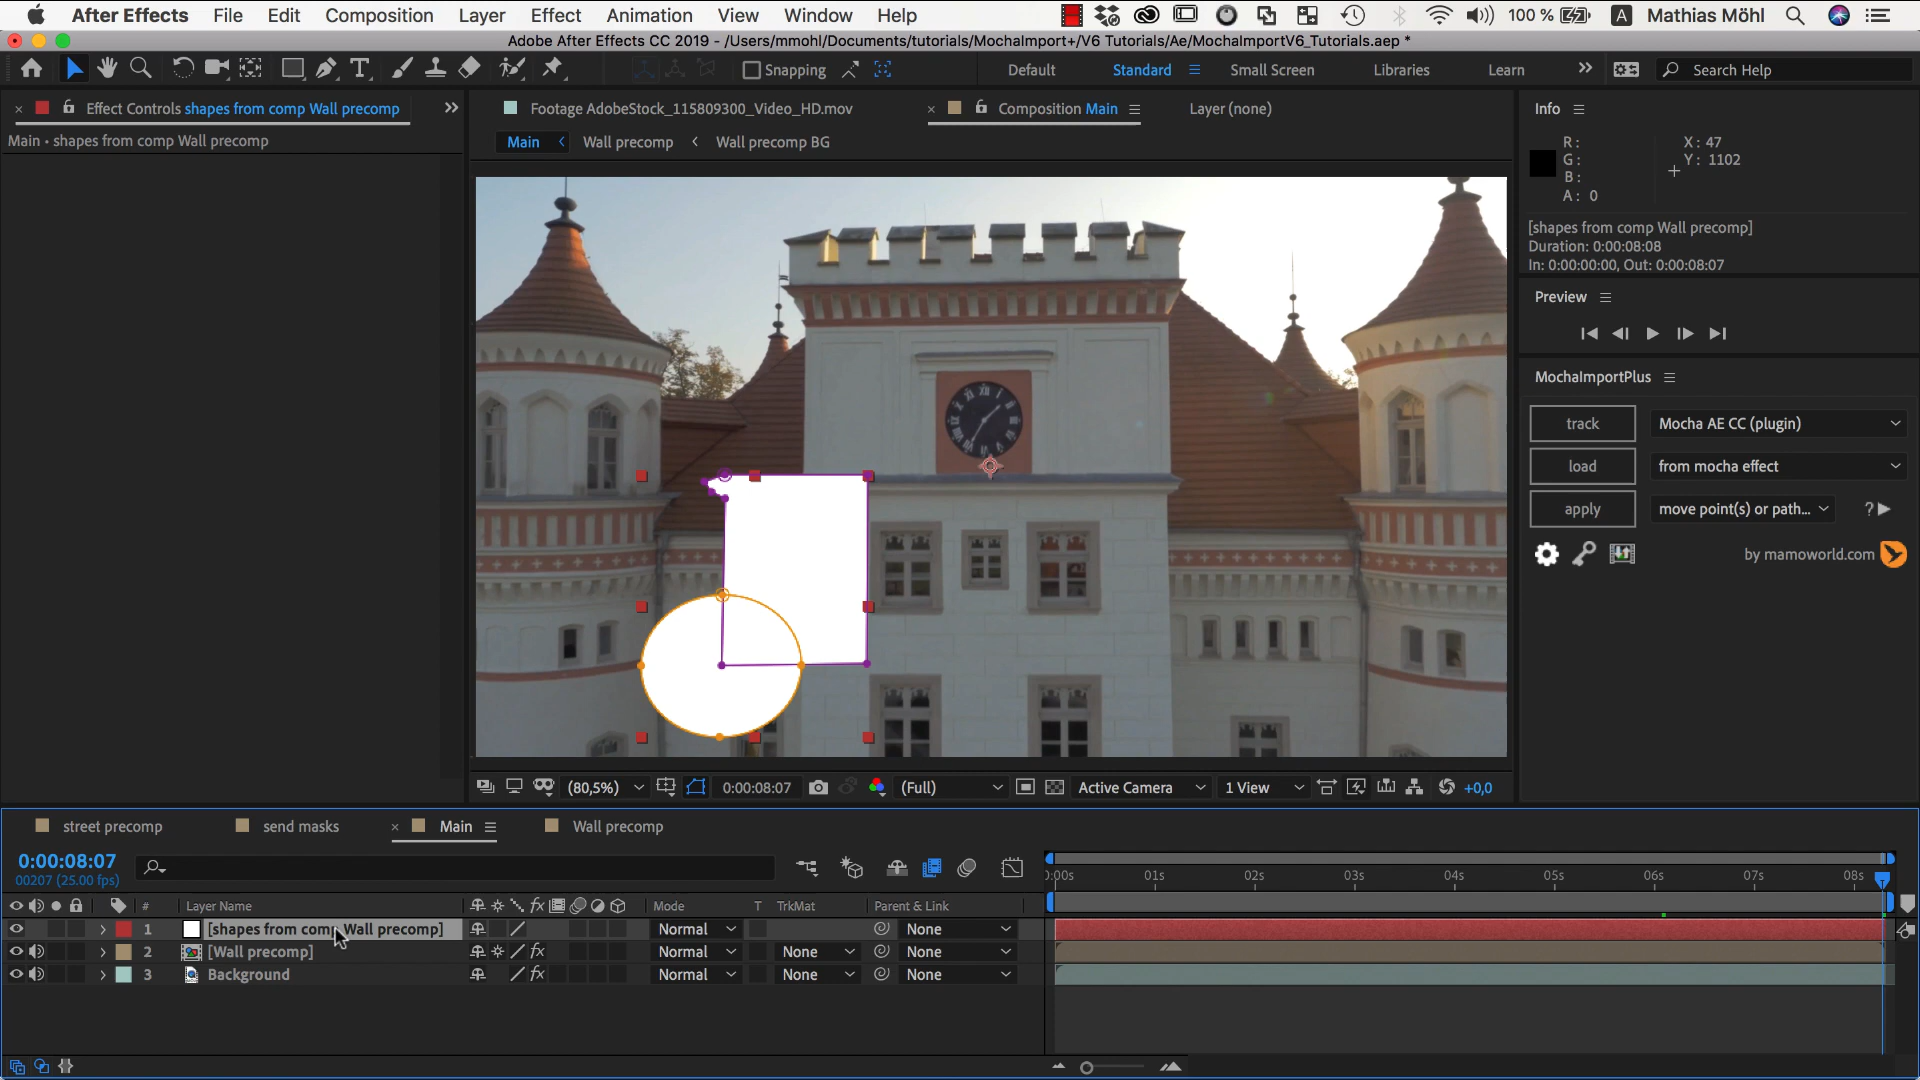 After Effects File Edit Composition Layer Effect Animation View Window Help 100 % A Mathias Möhl
Adobe After Effects CC 2019 - /Users/mmohl/Documents/tutorials/MochaImport+/V6 Tutorials/Ae/MochaImportV6_Tutorials.aep *
Snapping Default Standard Small Screen Libraries Learn Search Help
Effect Controls shapes from comp Wall precomp
Main • shapes from comp Wall precomp
Footage AdobeStock_115809300_Video_HD.mov Composition Main Layer (none)
Main Wall precomp Wall precomp BG
Info
R: X: 47
G: Y: 1102
B:
A: 0
[shapes from comp Wall precomp]
Duration: 0:00:08:08
In: 0:00:00:00, Out: 0:00:08:07
Preview
MochaImportPlus
track Mocha AE CC (plugin)
load from mocha effect
apply move point(s) or path... ?
by mamoworld.com
(80,5%) 0:00:08:07 (Full) Active Camera 1 View +0,0
street precomp send masks Main Wall precomp
0:00:08:07
00207 (25.00 fps)
):00s 01s 02s 03s 04s 05s 06s 07s 08s
# Layer Name fx Mode T TrkMat Parent & Link
1 [shapes from comp Wall precomp] Normal None
2 [Wall precomp] fx Normal None None
3 Background fx Normal None None